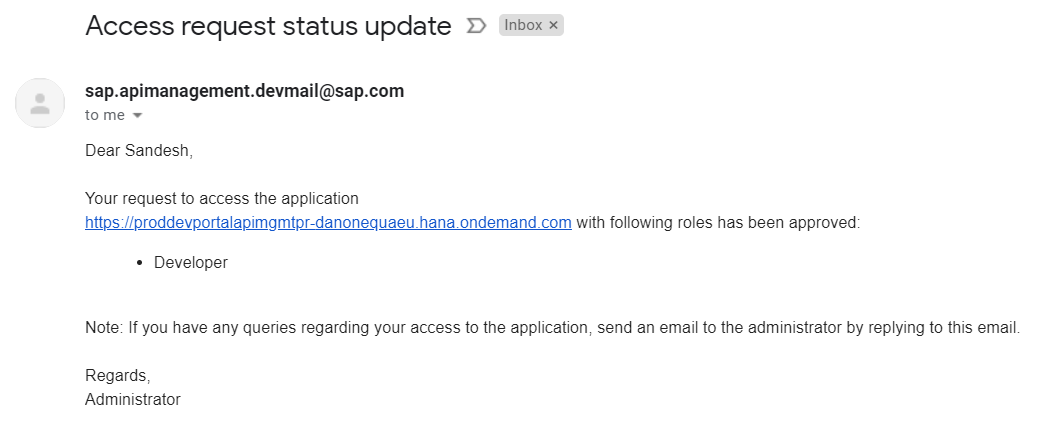 Access request status update Inbox ×
sap.apimanagement.devmail@sap.com
to me
Dear Sandesh,
Your request to access the application
https://proddevportalapimgmtpr-danonequaeu.hana.ondemand.com with following roles has been approved:
• Developer
Note: If you have any queries regarding your access to the application, send an email to the administrator by replying to this email.
Regards,
Administrator